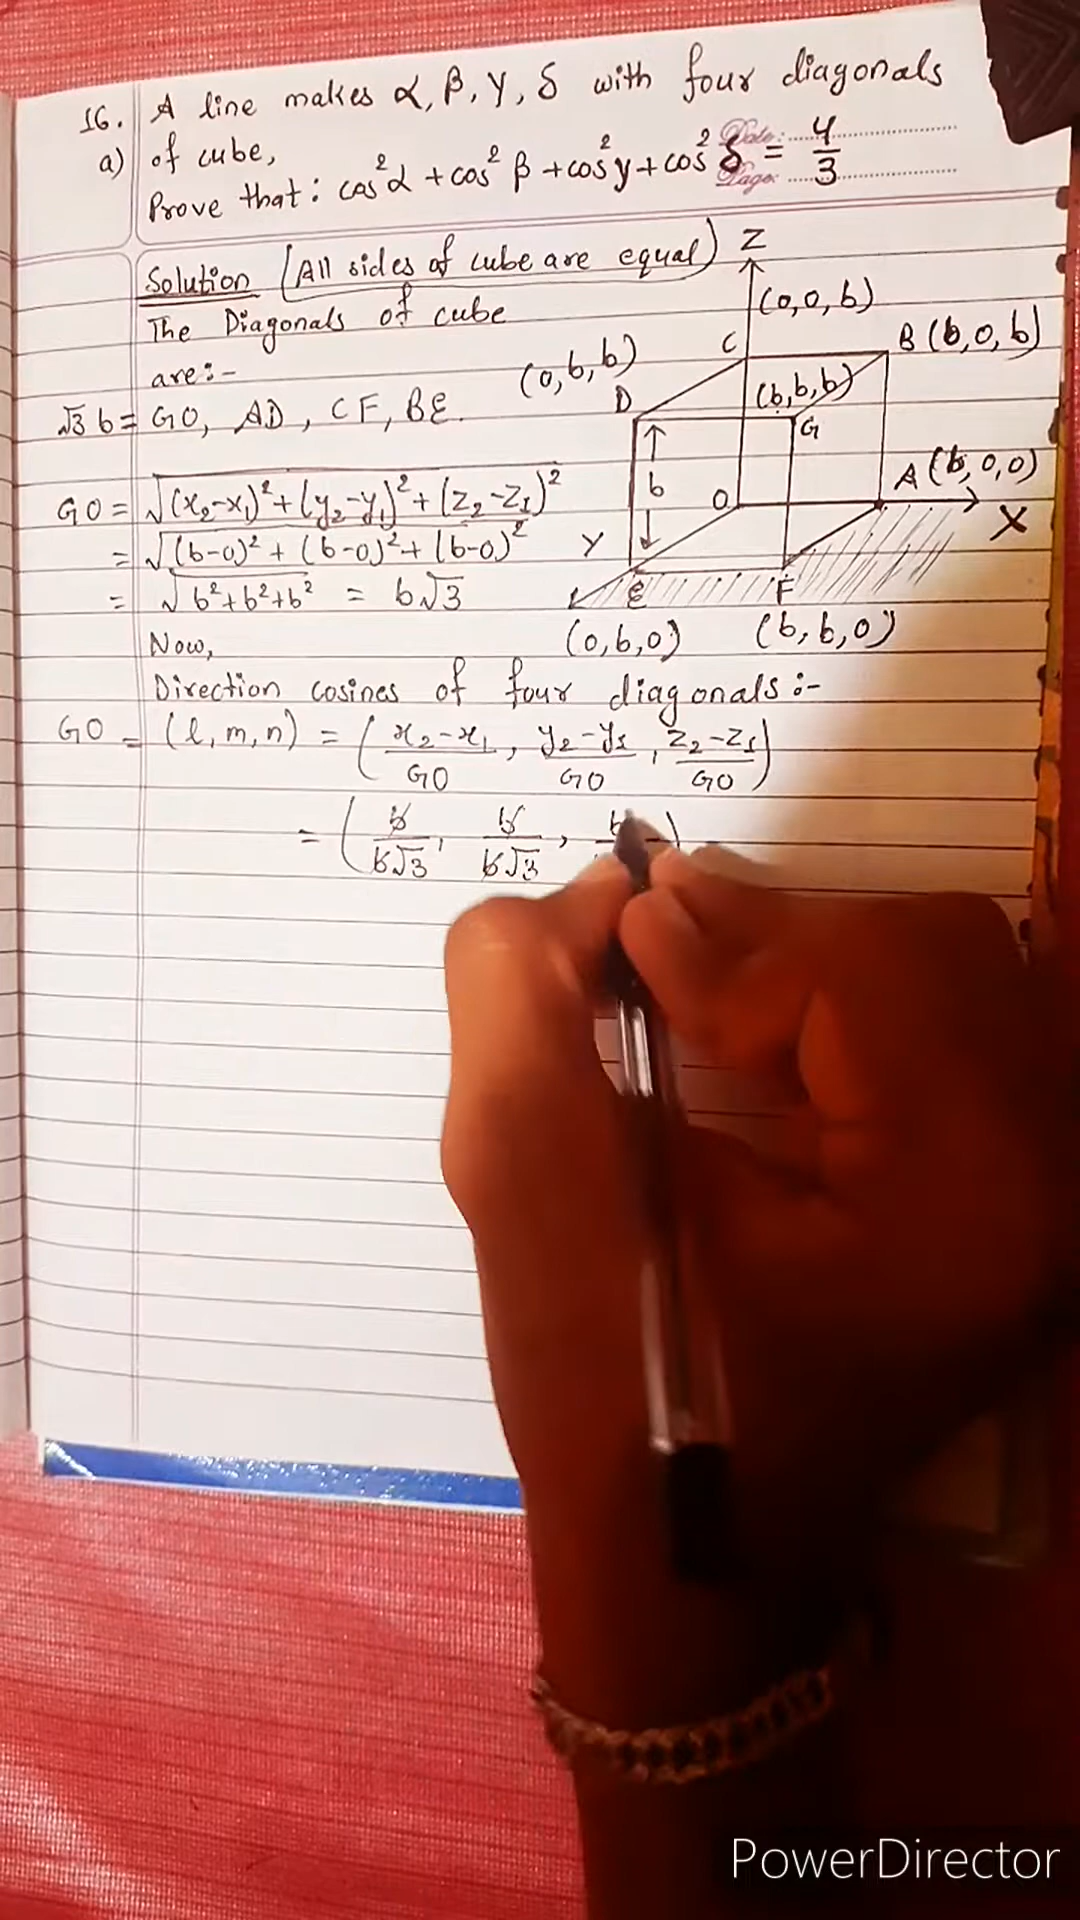 16. A line makes α, β, γ, δ with four diagonals
a) of cube,
Prove that: cos²α + cos²β + cos²γ + cos²δ = 4/3
Date:
Page:
Solution (All sides of cube are equal)
The Diagonals of cube
are:-
√3 b = GO, AD, CF, BE.
GO = √(x₂-x₁)² + (y₂-y₁)² + (z₂-z₁)²
= √(b-0)² + (b-0)² + (b-0)²
= √b² + b² + b² = b√3
Z
(0,0,b)
C
B (b,0,b)
(0,b,b)
D
(b,b,b)
G
b
O
A (b,0,0)
X
Y
E
F
(0,b,0)
(b,b,0)
Now,
Direction cosines of four diagonals:-
GO = (l,m,n) = (x₂-x₁/GO, y₂-y₁/GO, z₂-z₁/GO)
= (b/b√3, b/b√3, b
PowerDirector